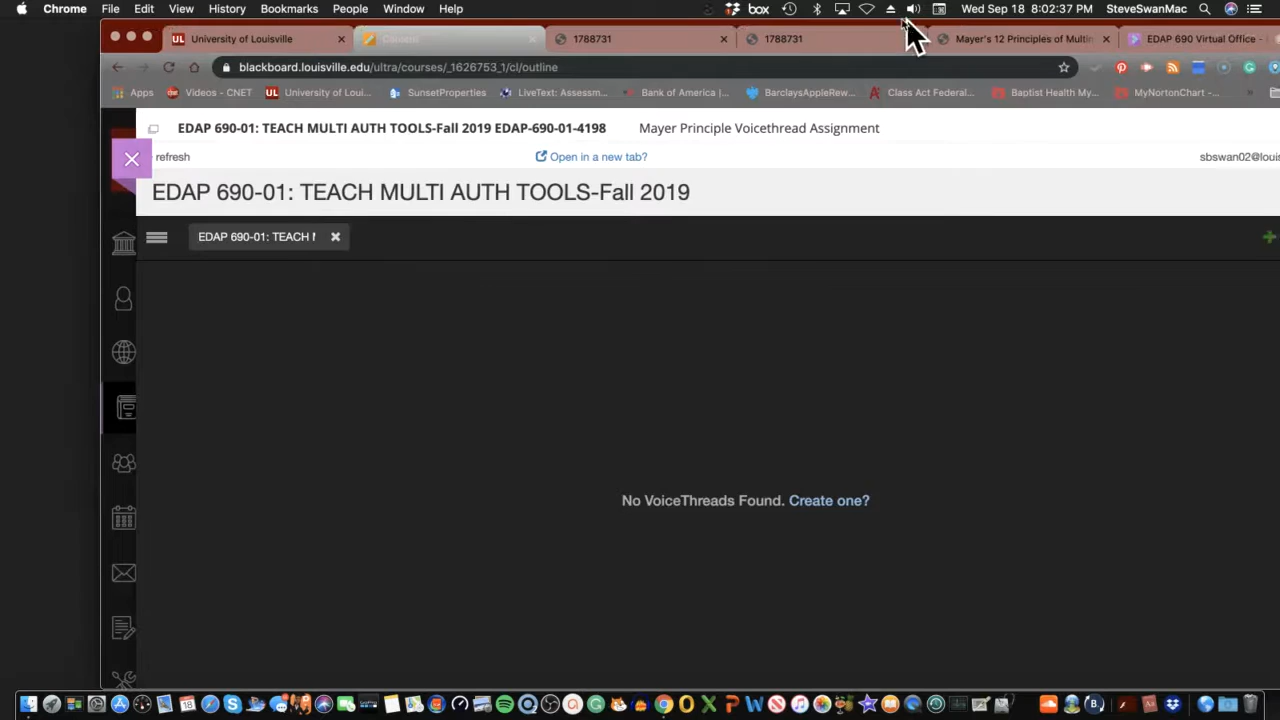 Chrome File Edit View History Bookmarks People Window Help box Wed Sep 18 8:02:37 PM SteveSwanMac
University of Louisville 1788731 1788731 Mayer's 12 Principles of Multin EDAP 690 Virtual Office -
blackboard.louisville.edu/ultra/courses/_1626753_1/cl/outline
Apps Videos - CNET University of Loui... SunsetProperties LiveText: Assessm... Bank of America |... BarclaysAppleRew... Class Act Federal... Baptist Health My... MyNortonChart -...
EDAP 690-01: TEACH MULTI AUTH TOOLS-Fall 2019 EDAP-690-01-4198 Mayer Principle Voicethread Assignment
refresh Open in a new tab? sbswan02@louis
EDAP 690-01: TEACH MULTI AUTH TOOLS-Fall 2019
EDAP 690-01: TEACH
No VoiceThreads Found. Create one?